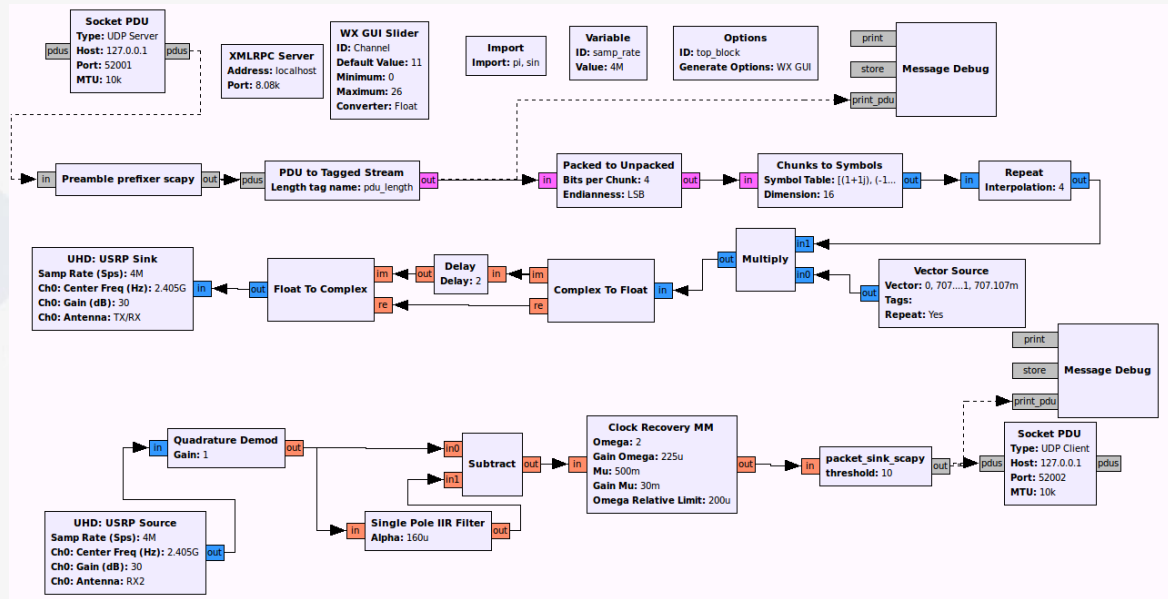 Socket PDU
Type: UDP Server
Host: 127.0.0.1
Port: 52001
MTU: 10k
pdus
pdus
XMLRPC Server
Address: localhost
Port: 8.08k
WX GUI Slider
ID: Channel
Default Value: 11
Minimum: 0
Maximum: 26
Converter: Float
Import
Import: pi, sin
Variable
ID: samp_rate
Value: 4M
Options
ID: top_block
Generate Options: WX GUI
print
store
print_pdu
Message Debug
in
Preamble prefixer scapy
out
pdus
PDU to Tagged Stream
Length tag name: pdu_length
out
in
Packed to Unpacked
Bits per Chunk: 4
Endianness: LSB
out
in
Chunks to Symbols
Symbol Table: [(1+1j), (-1...
Dimension: 16
out
in
Repeat
Interpolation: 4
out
UHD: USRP Sink
Samp Rate (Sps): 4M
Ch0: Center Freq (Hz): 2.405G
Ch0: Gain (dB): 30
Ch0: Antenna: TX/RX
in
out
Float To Complex
im
re
out
Delay
Delay: 2
in
im
re
Complex To Float
in
out
Multiply
in1
in0
out
Vector Source
Vector: 0, 707....1, 707.107m
Tags:
Repeat: Yes
print
store
print_pdu
Message Debug
in
Quadrature Demod
Gain: 1
out
in0
in1
Subtract
out
in
Clock Recovery MM
Omega: 2
Gain Omega: 225u
Mu: 500m
Gain Mu: 30m
Omega Relative Limit: 200u
out
in
packet_sink_scapy
threshold: 10
out
pdus
Socket PDU
Type: UDP Client
Host: 127.0.0.1
Port: 52002
MTU: 10k
pdus
UHD: USRP Source
Samp Rate (Sps): 4M
Ch0: Center Freq (Hz): 2.405G
Ch0: Gain (dB): 30
Ch0: Antenna: RX2
out
in
Single Pole IIR Filter
Alpha: 160u
out